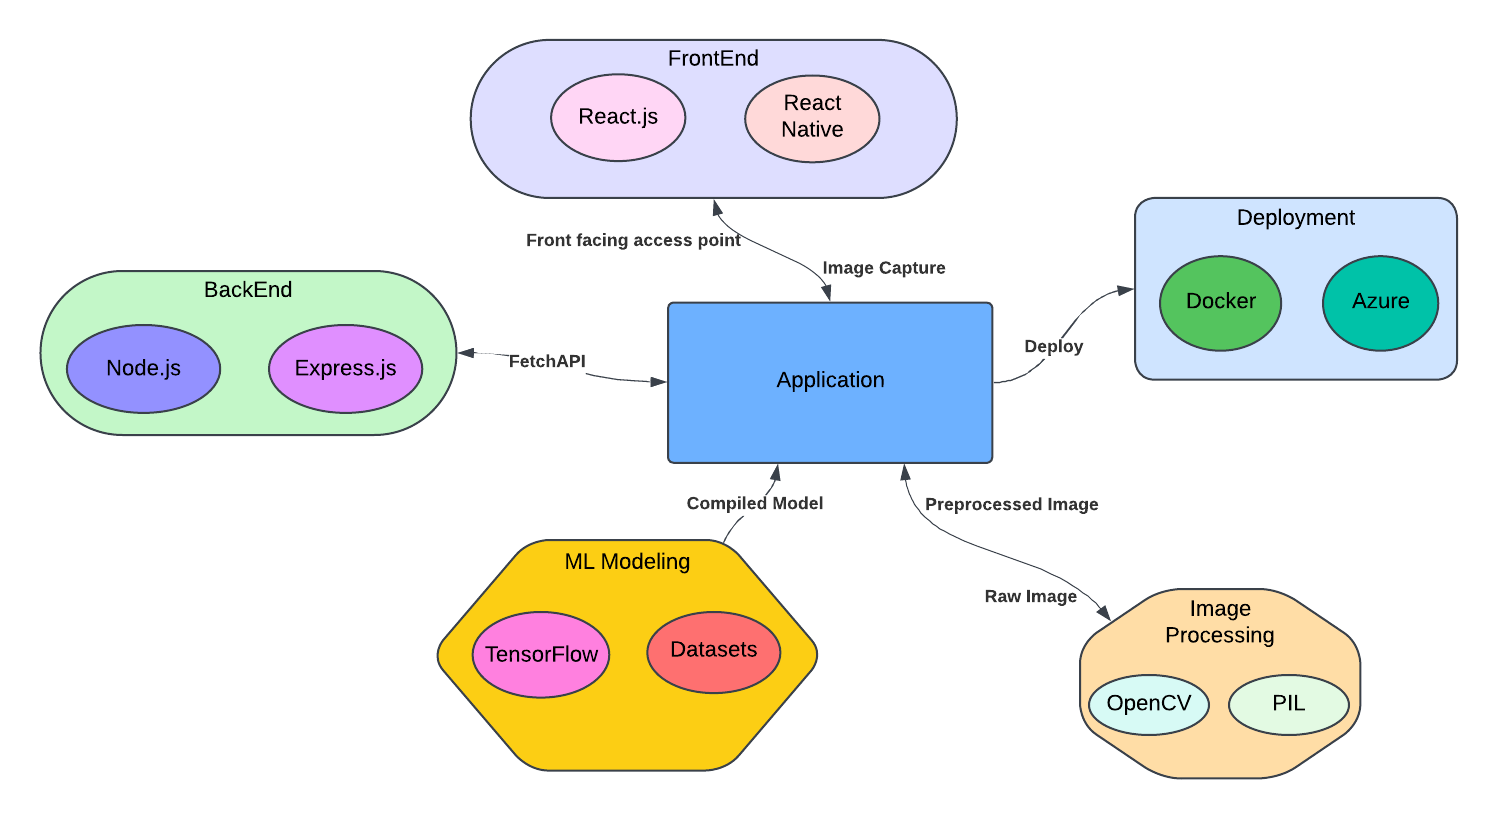 FrontEnd
React.js
React
Native
Front facing access point
Image Capture
Deployment
Docker
Azure
BackEnd
Node.js
Express.js
FetchAPI
Deploy
Application
Compiled Model
Preprocessed Image
ML Modeling
TensorFlow
Datasets
Raw Image
Image
Processing
OpenCV
PIL